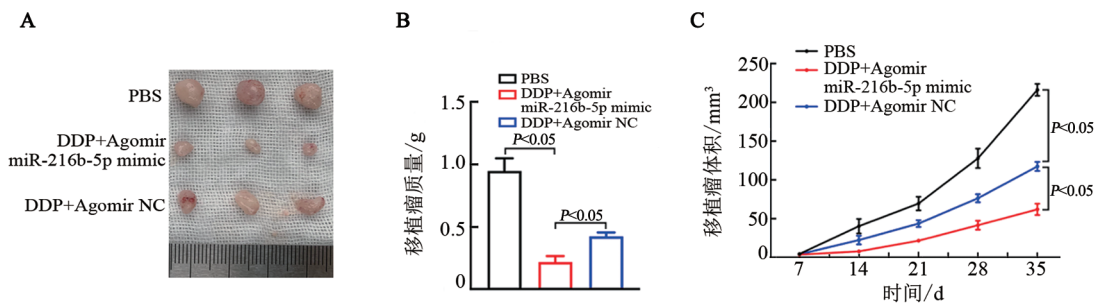 A
PBS
DDP+Agomir
miR-216b-5p mimic
DDP+Agomir NC
B
PBS
DDP+Agomir
miR-216b-5p mimic
DDP+Agomir NC
移植瘤质量/g
1.5
1.0
0.5
0
P<0.05
P<0.05
C
PBS
DDP+Agomir
miR-216b-5p mimic
DDP+Agomir NC
移植瘤体积/mm³
250
200
150
100
50
0
P<0.05
P<0.05
7 14 21 28 35
时间/d